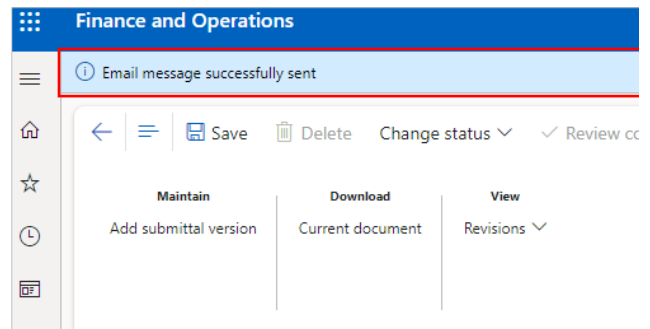 Finance and Operations
Email message successfully sent
Save Delete Change status Review
Maintain Download View
Add submittal version Current document Revisions